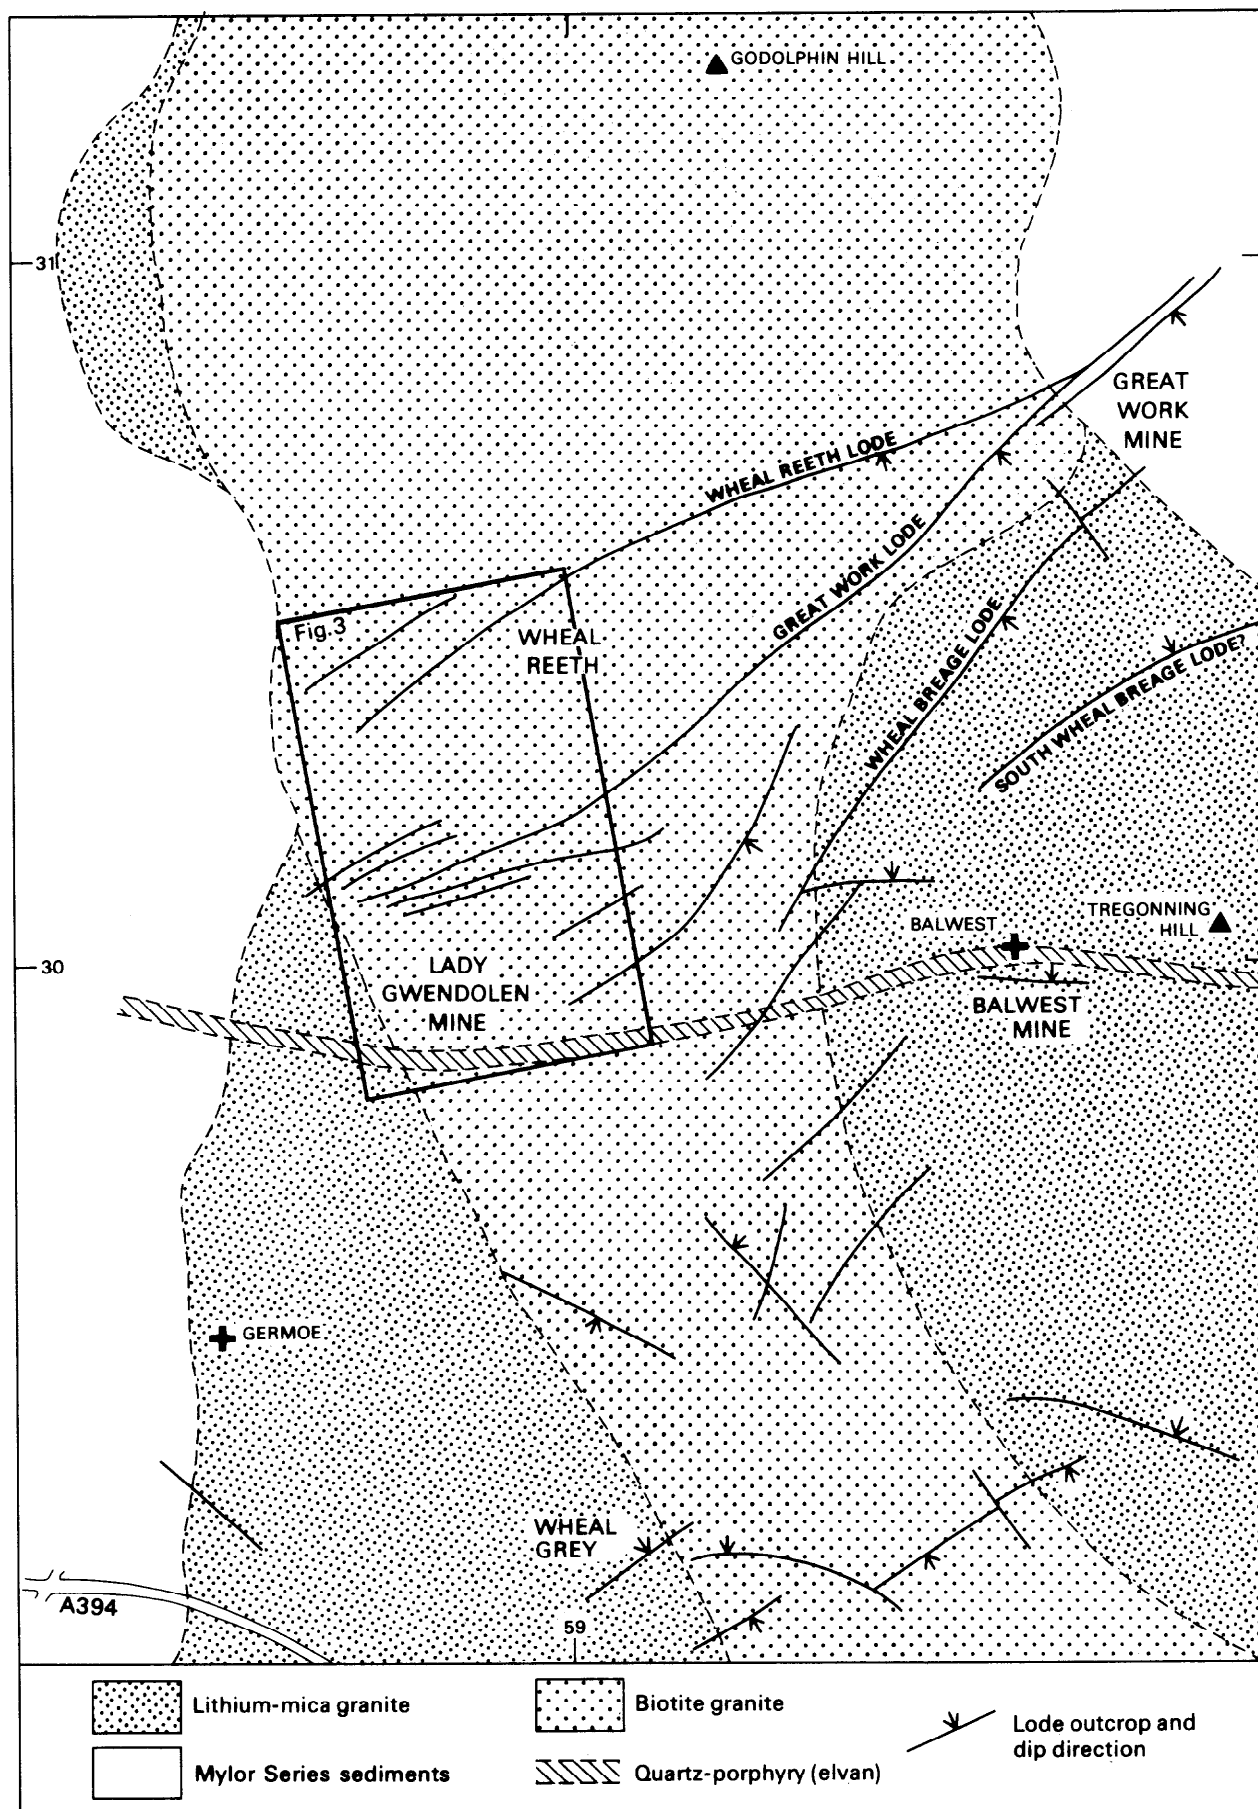 GODOLPHIN HILL
31
GREAT
WORK
MINE
WHEAL REETH LODE
GREAT WORK LODE
Fig.3
WHEAL
REETH
WHEAL BREAGE LODE
SOUTH WHEAL BREAGE LODE?
BALWEST
TREGONNING
HILL
30
LADY
GWENDOLEN
MINE
BALWEST
MINE
GERMOE
WHEAL
GREY
A394
59
Lithium-mica granite
Biotite granite
Lode outcrop and
dip direction
Mylor Series sediments
Quartz-porphyry (elvan)